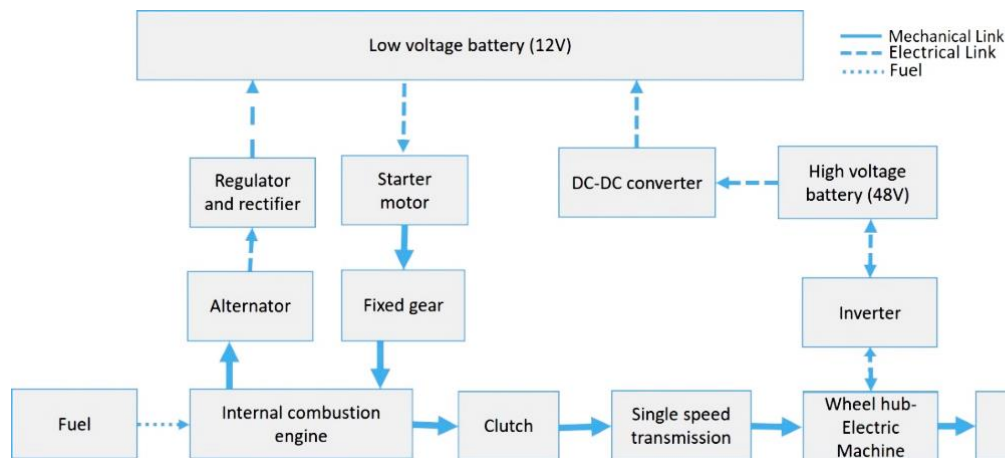 Low voltage battery (12V)
Mechanical Link
Electrical Link
Fuel
Regulator
and rectifier
Starter
motor
DC-DC converter
High voltage
battery (48V)
Alternator
Fixed gear
Inverter
Fuel
Internal combustion
engine
Clutch
Single speed
transmission
Wheel hub-
Electric
Machine